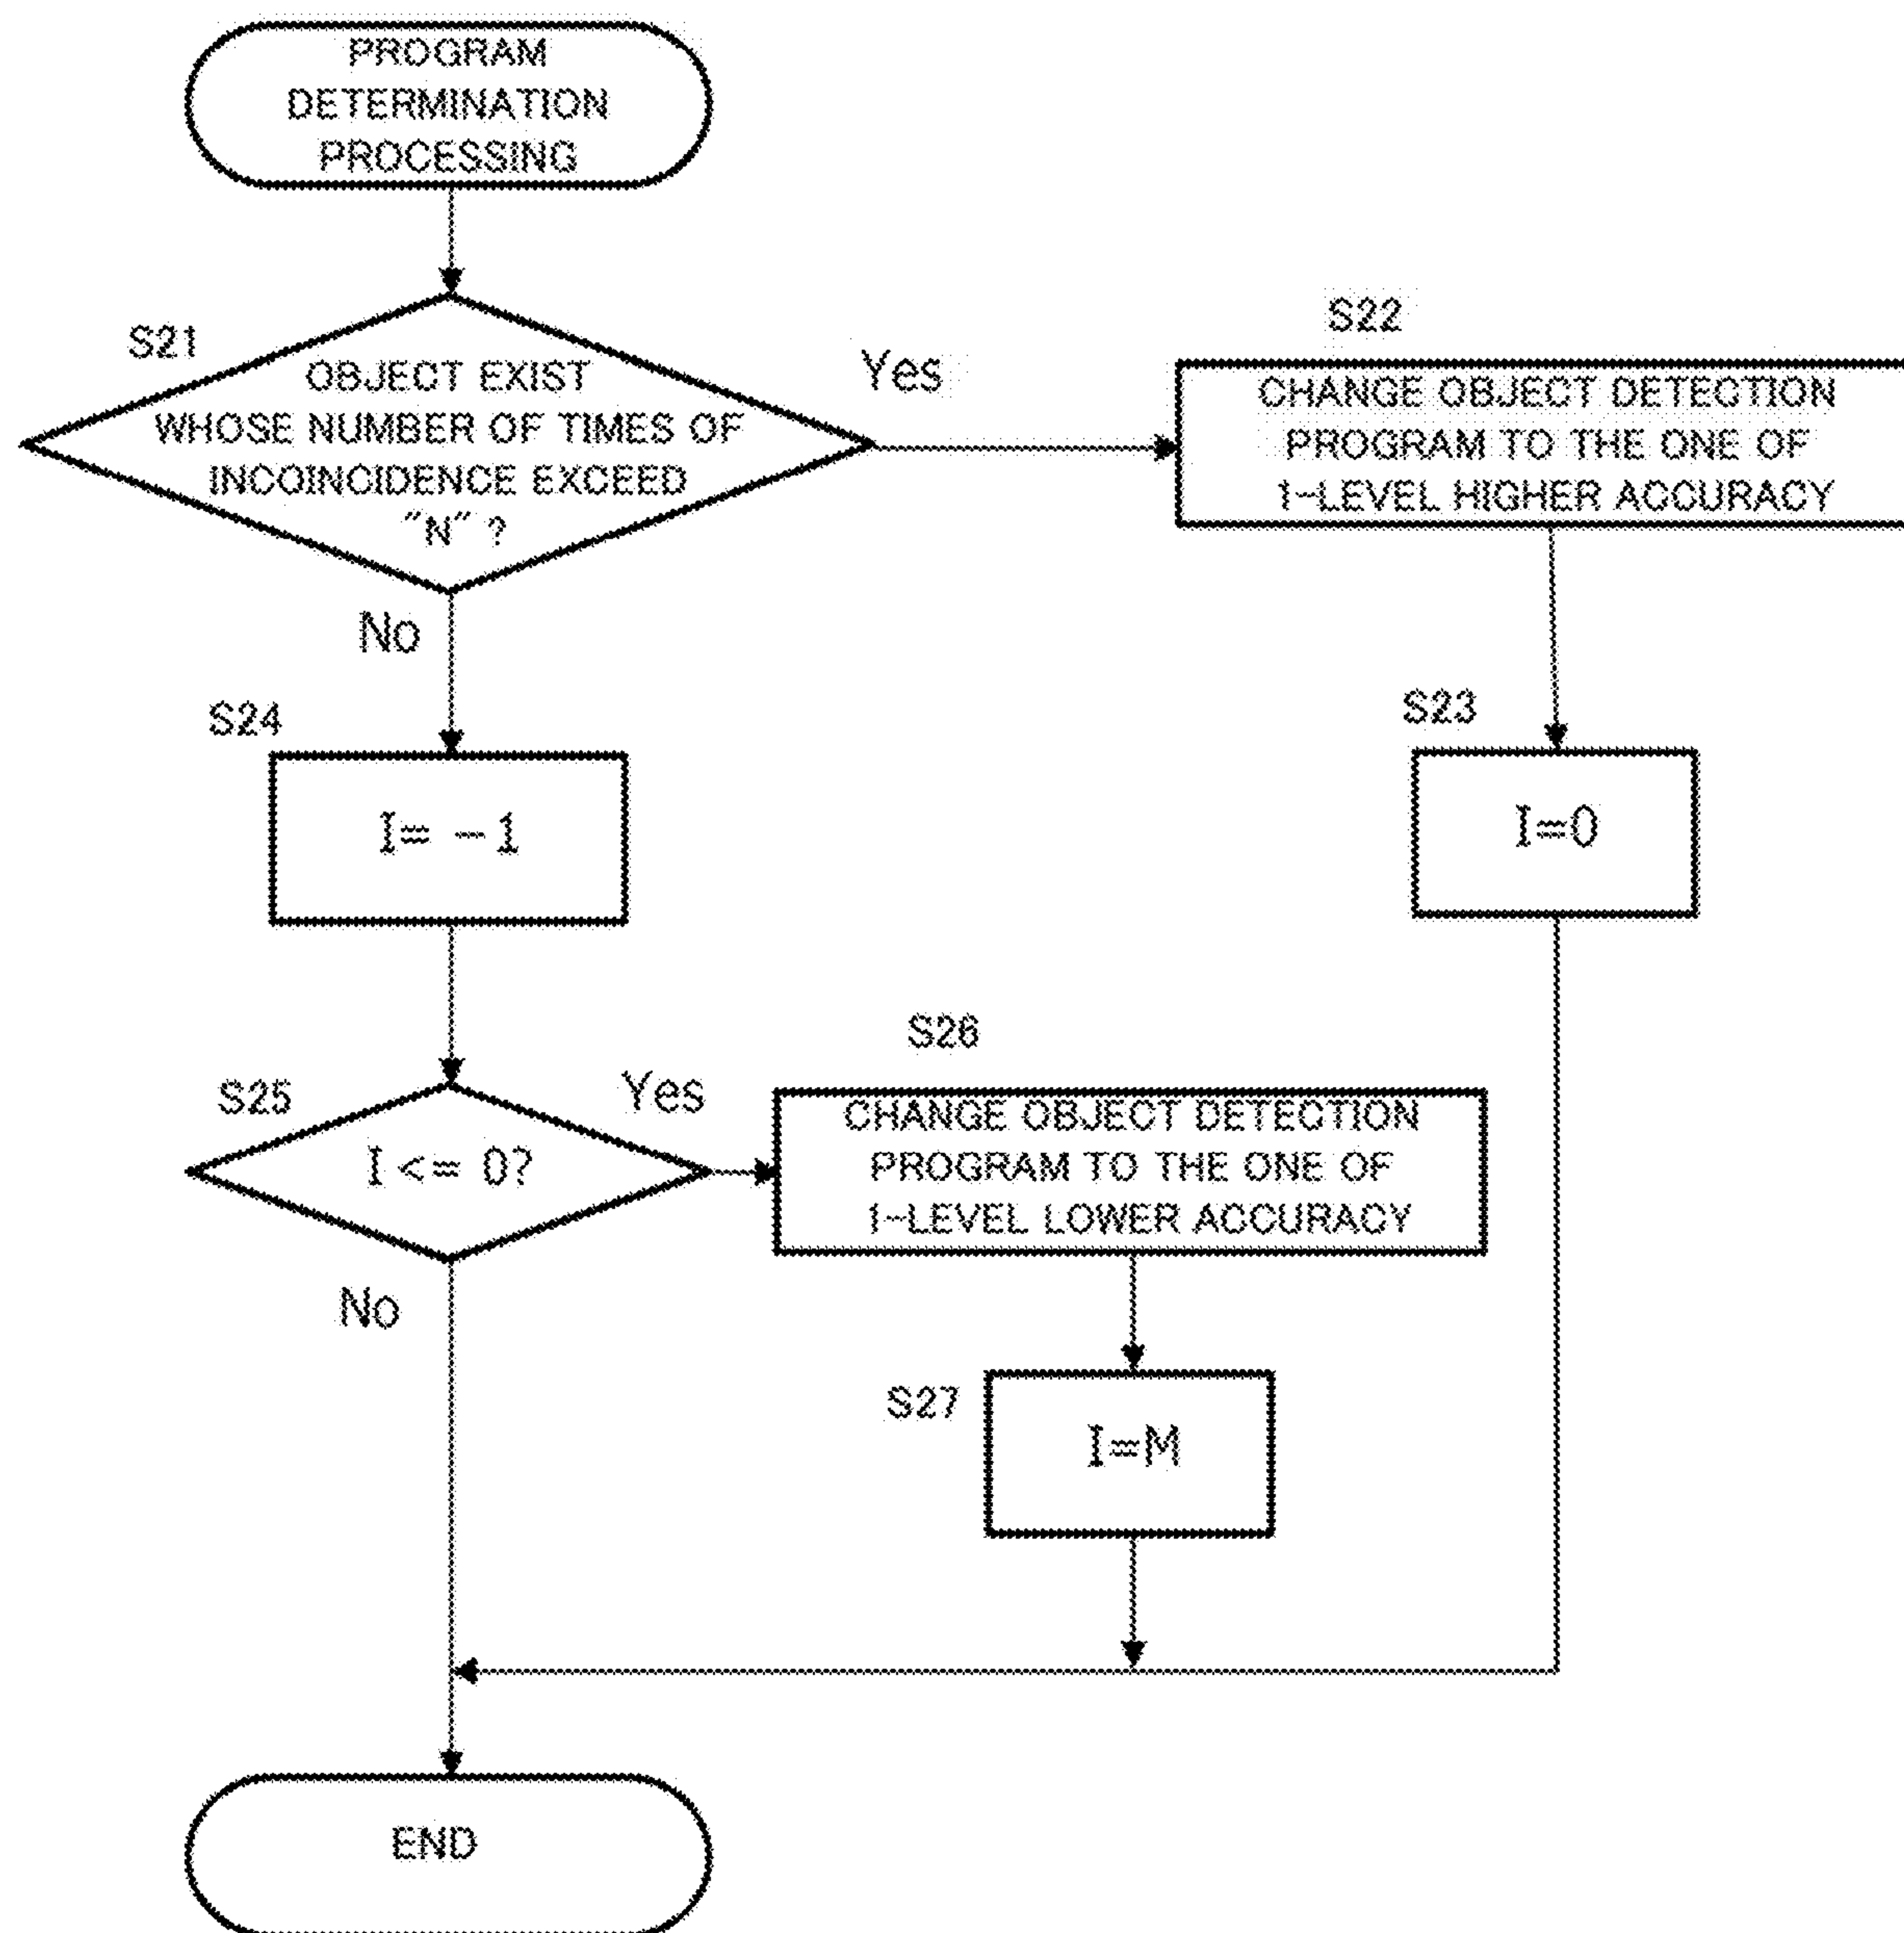 PROGRAM
DETERMINATION
PROCESSING
S21
OBJECT EXIST
WHOSE NUMBER OF TIMES OF
INCOINCIDENCE EXCEED
"N" ?
Yes
S22
CHANGE OBJECT DETECTION
PROGRAM TO THE ONE OF
1-LEVEL HIGHER ACCURACY
No
S23
I=0
S24
I= -1
S25
I <= 0?
Yes
S26
CHANGE OBJECT DETECTION
PROGRAM TO THE ONE OF
1-LEVEL LOWER ACCURACY
No
S27
I=M
END